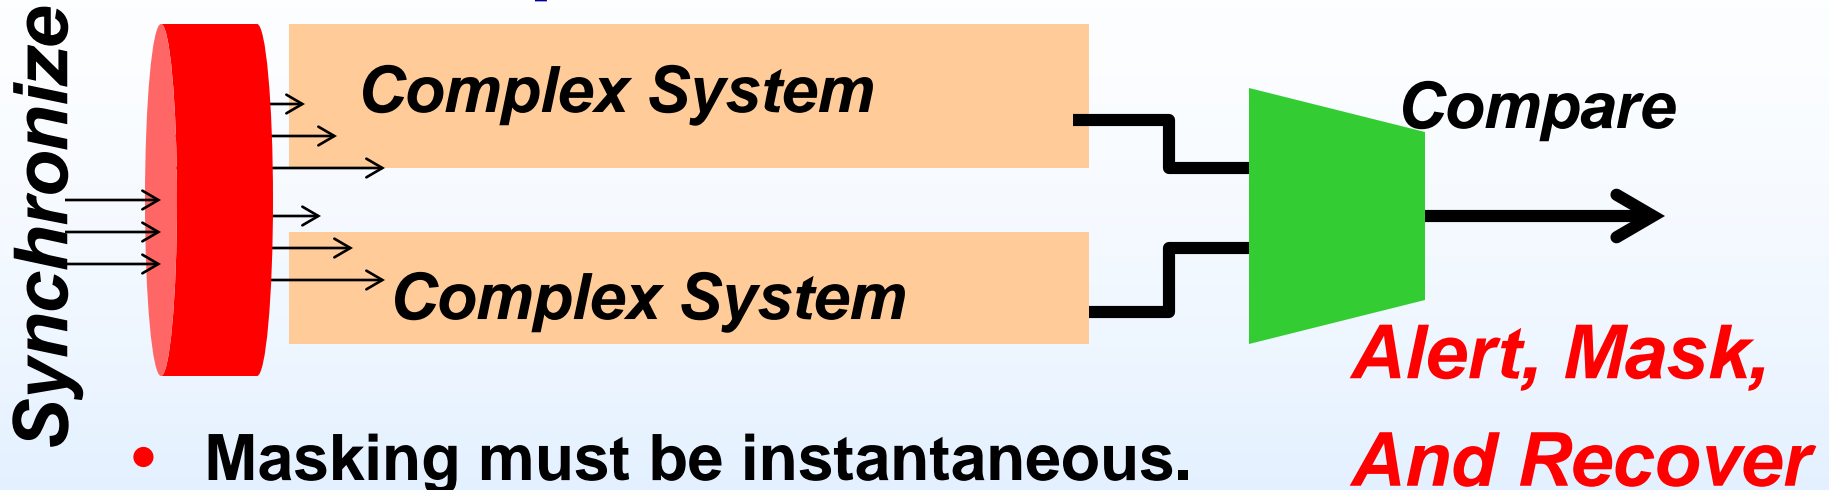 Synchronize
Complex System
Compare
Complex System
Alert, Mask,
And Recover
• Masking must be instantaneous.